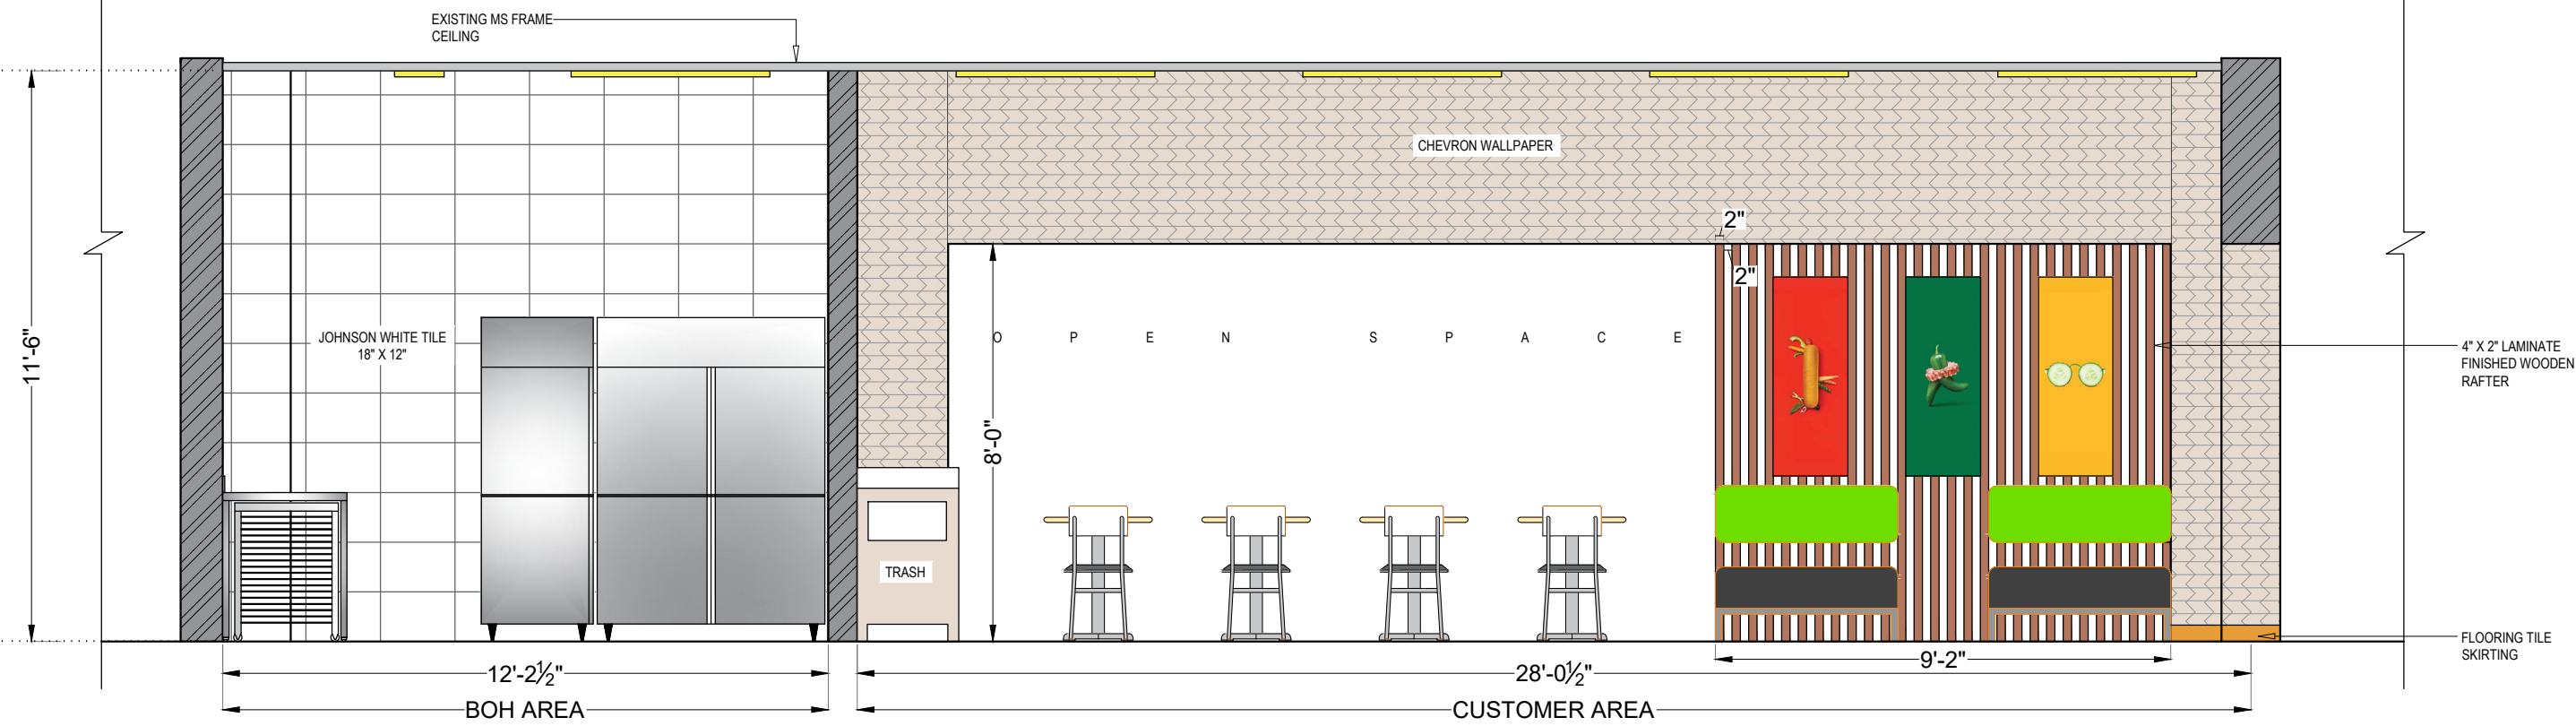 EXISTING MS FRAME
CEILING
CHEVRON WALLPAPER
2"
2"
11'-6"
JOHNSON WHITE TILE
18" X 12"
8'-0"
O P E N S P A C E
4" X 2" LAMINATE
FINISHED WOODEN
RAFTER
TRASH
FLOORING TILE
SKIRTING
12'-2½"
28'-0½"
9'-2"
BOH AREA
CUSTOMER AREA